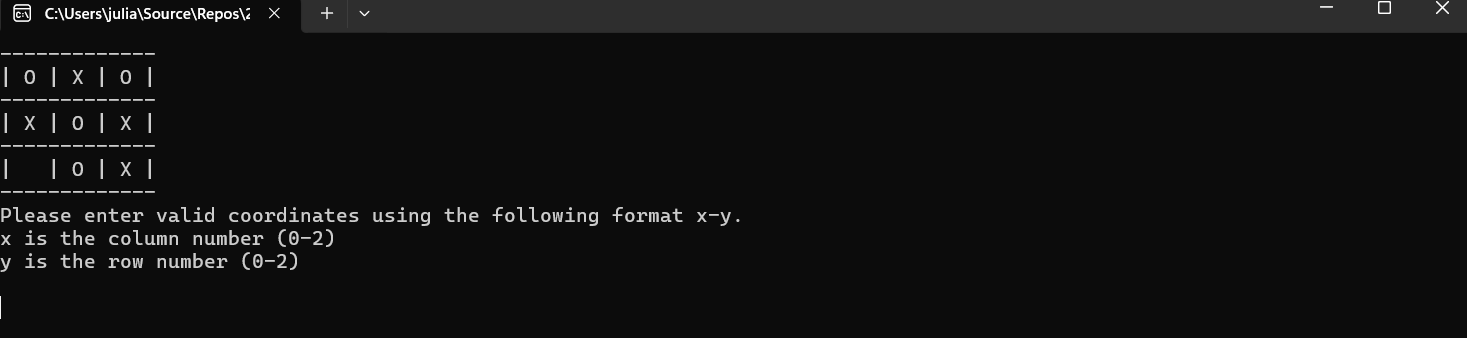 C:\Users\julia\Source\Repos\2
-------------
| O | X | O |
-------------
| X | O | X |
-------------
|   | O | X |
-------------
Please enter valid coordinates using the following format x-y.
x is the column number (0-2)
y is the row number (0-2)